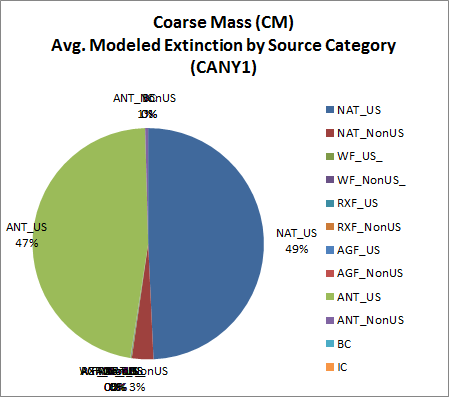 Coarse Mass (CM)
Avg. Modeled Extinction by Source Category
(CANY1)
NAT_US
49%
3%
ANT_US
47%
NAT_US
NAT_NonUS
WF_US_
WF_NonUS_
RXF_US
RXF_NonUS
AGF_US
AGF_NonUS
ANT_US
ANT_NonUS
BC
IC